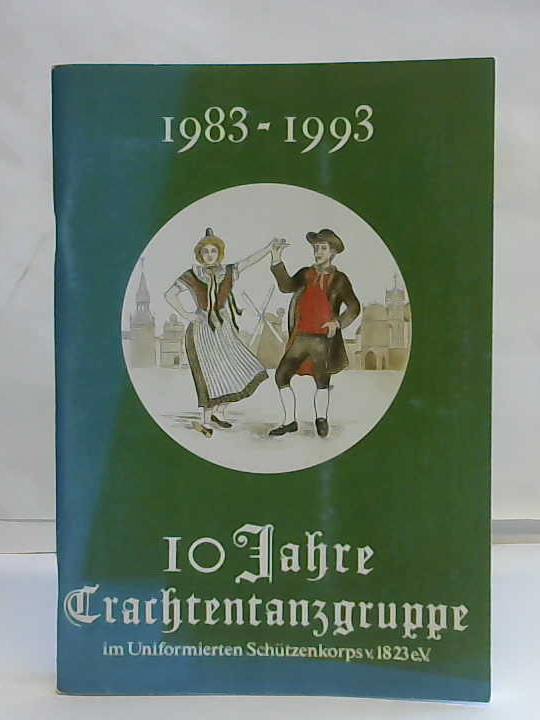 1983 - 1993
10 Jahre
Trachtentanzgruppe
im Uniformierten Schützenkorps v. 1823 e.V.